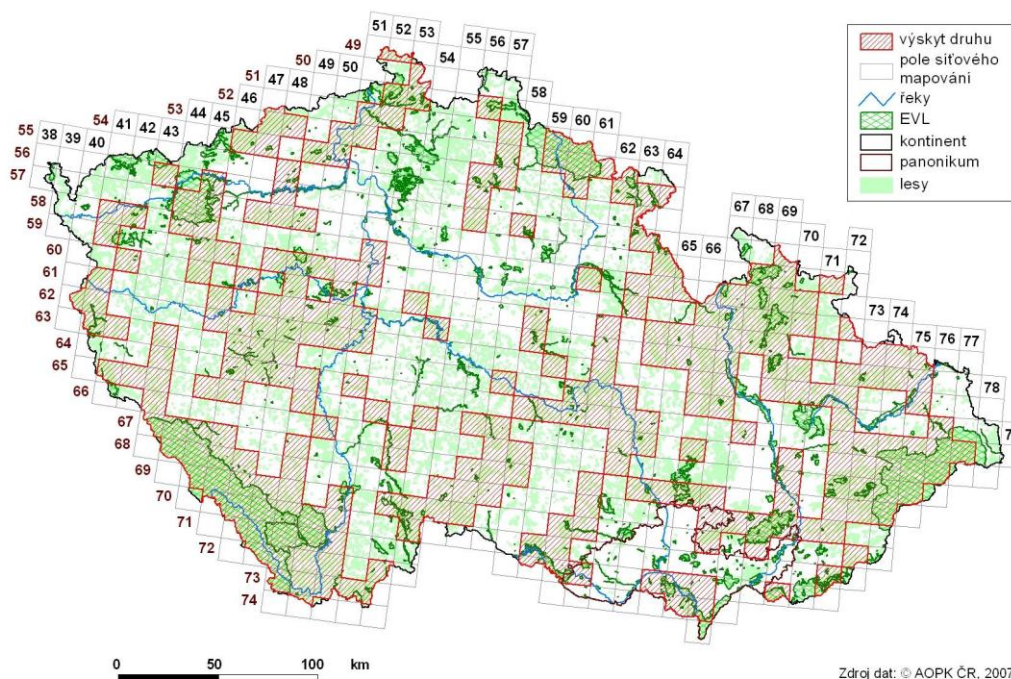 51 52 53
55 56 57
49
54
50
49 50
58
51
47 48
59 60 61
52
46
53
44 45
62 63 64
54
41 42 43
55
38 39 40
56
57
67 68 69
58
65 66
70
72
59
71
60
61
62
73 74
63
75 76 77
64
65
78
66
7
67
68
69
70
71
72
73
74
výskyt druhu
pole síťového
mapování
řeky
EVL
kontinent
panonikum
lesy
0 50 100 km
Zdroj dat: © AOPK ČR, 2007